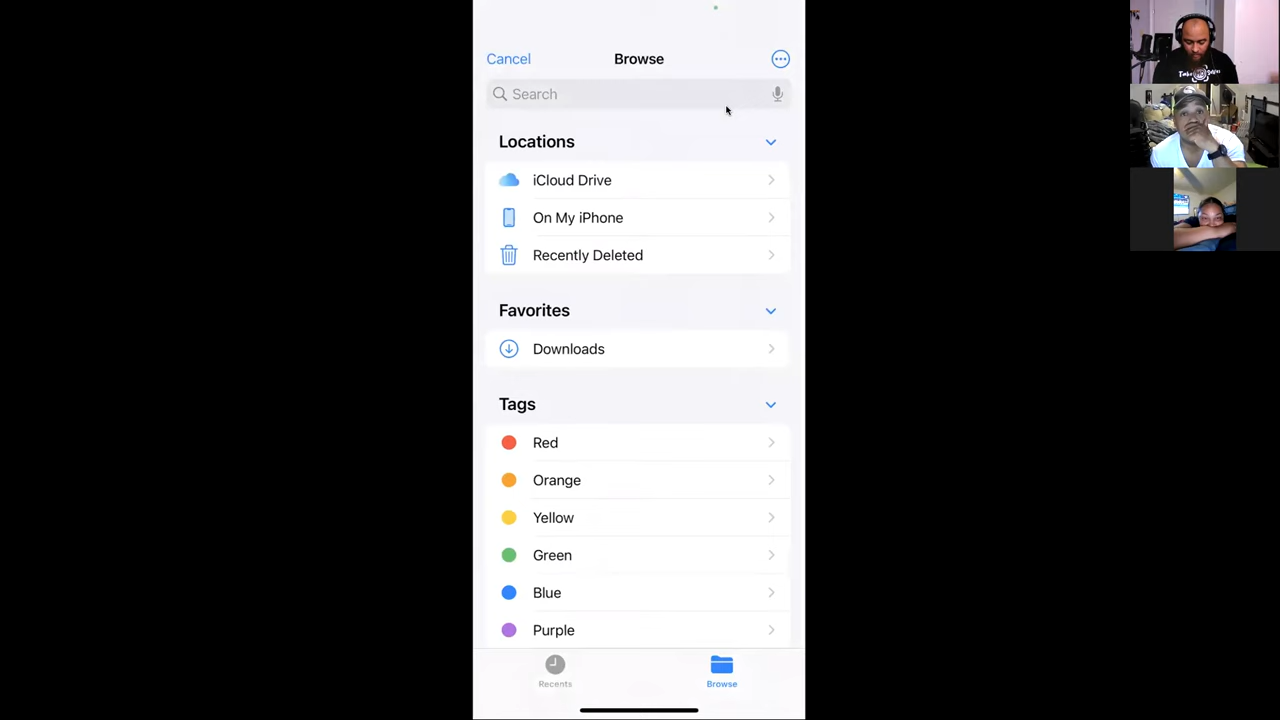 Cancel
Browse
Search
Locations
iCloud Drive
On My iPhone
Recently Deleted
Favorites
Downloads
Tags
Red
Orange
Yellow
Green
Blue
Purple
Recents
Browse